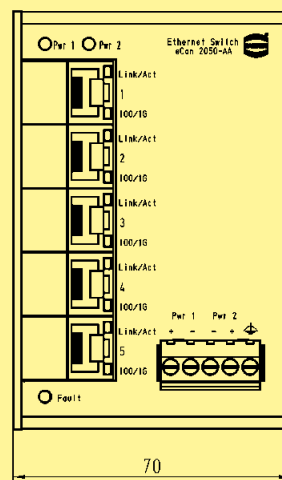 Pwr 1 Pwr 2
Ethernet Switch
eCon 2050-AA
Link/Act
1
100/1G
Link/Act
2
100/1G
Link/Act
3
100/1G
Link/Act
4
100/1G
Link/Act
5
100/1G
Pwr 1 Pwr 2
+ - - +
Fault
70